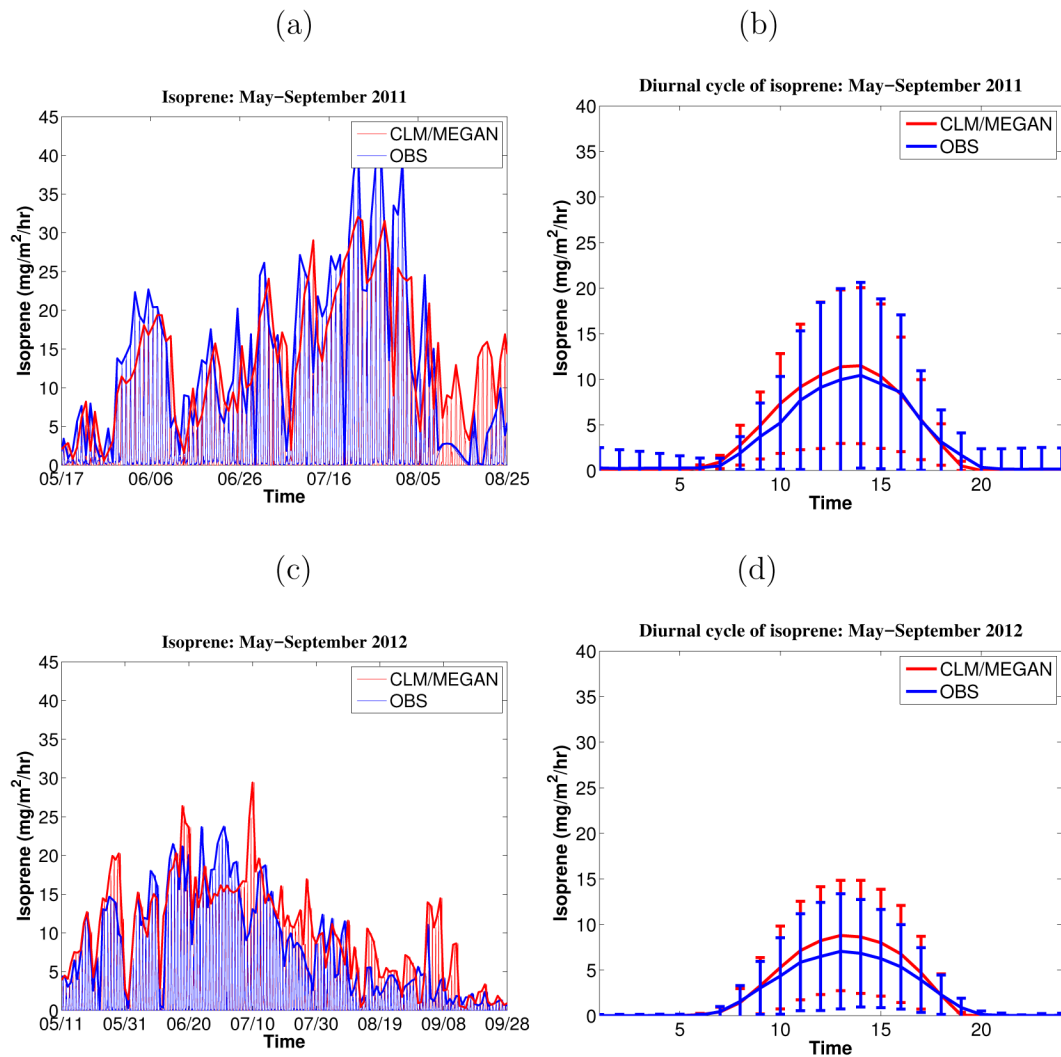 (a)
Isoprene: May−September 2011
45
40
35
30
25
20
15
10
5
0
Isoprene (mg/m²/hr)
CLM/MEGAN
OBS
05/17 06/06 06/26 07/16 08/05 08/25
Time
(b)
Diurnal cycle of isoprene: May−September 2011
40
35
30
25
20
15
10
5
0
Isoprene (mg/m²/hr)
CLM/MEGAN
OBS
5 10 15 20
Time
(c)
Isoprene: May−September 2012
45
40
35
30
25
20
15
10
5
0
Isoprene (mg/m²/hr)
CLM/MEGAN
OBS
05/11 05/31 06/20 07/10 07/30 08/19 09/08 09/28
Time
(d)
Diurnal cycle of isoprene: May−September 2012
40
35
30
25
20
15
10
5
0
Isoprene (mg/m²/hr)
CLM/MEGAN
OBS
5 10 15 20
Time